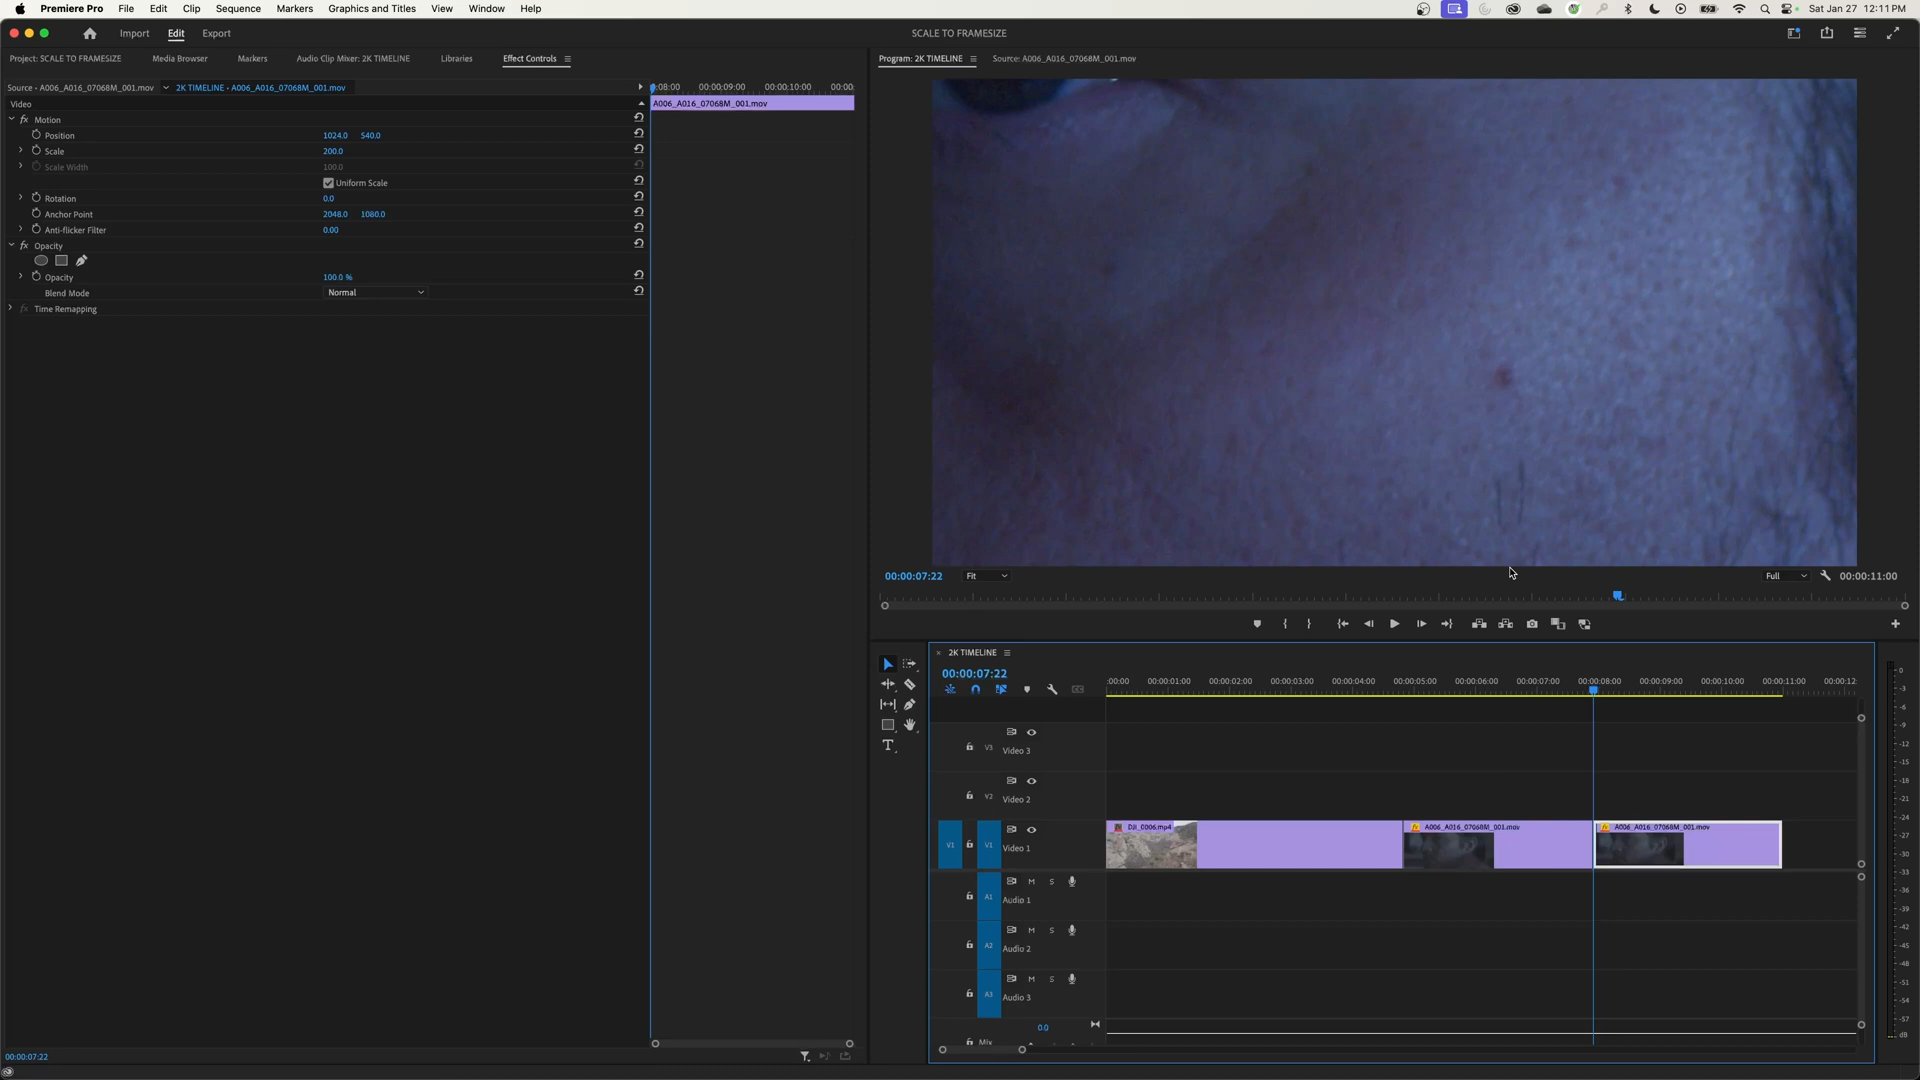 Premiere Pro File Edit Clip Sequence Markers Graphics and Titles View Window Help Sat Jan 27 12:11 PM
Import Edit Export SCALE TO FRAMESIZE
Project: SCALE TO FRAMESIZE Media Browser Markers Audio Clip Mixer: 2K TIMELINE Libraries Effect Controls
Program: 2K TIMELINE Source: A006_A016_07068M_001.mov
Source - A006_A016_07068M_001.mov 2K TIMELINE - A006_A016_07068M_001.mov
:08:00 00:00:09:00 00:00:10:00 00:00:
Video
A006_A016_07068M_001.mov
fx Motion
Position 1024.0 540.0
Scale 200.0
Scale Width 100.0
Uniform Scale
Rotation 0.0
Anchor Point 2048.0 1080.0
Anti-flicker Filter 0.00
fx Opacity
Opacity 100.0 %
Blend Mode Normal
fx Time Remapping
00:00:07:22 Fit Full 00:00:11:00
2K TIMELINE
00:00:07:22
:00:00 00:00:01:00 00:00:02:00 00:00:03:00 00:00:04:00 00:00:05:00 00:00:06:00 00:00:07:00 00:00:08:00 00:00:09:00 00:00:10:00 00:00:11:00 00:00:12:
V3 Video 3
V2 Video 2
V1 V1 Video 1
DJI_0006.mp4 A006_A016_07068M_001.mov A006_A016_07068M_001.mov
M S
A1 Audio 1
M S
A2 Audio 2
M S
A3 Audio 3
0.0
Mix
0
-3
-6
-9
-12
-15
-18
-21
-24
-27
-30
-33
-36
-39
-42
-45
-48
-51
-54
-57
dB
00:00:07:22